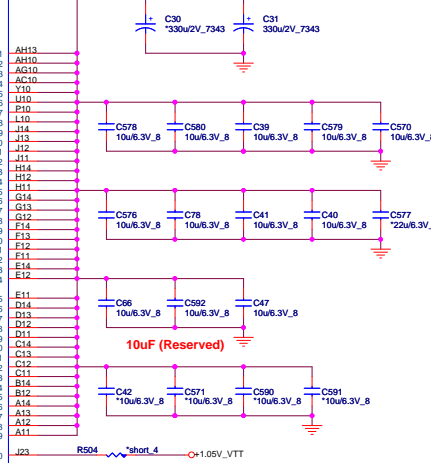 C30
*330u/2V_7343
C31
330u/2V_7343
AH13
AH10
AG10
AC10
Y10
U10
P10
L10
J14
J13
J12
J11
H14
H12
H11
G14
G13
G12
F14
F13
F12
F11
E14
E12
E11
D14
D13
D12
D11
C14
C13
C12
C11
B14
B12
A14
A13
A12
A11
J23
C578
10u/6.3V_8
C580
10u/6.3V_8
C39
10u/6.3V_8
C579
10u/6.3V_8
C570
10u/6.3V_8
C576
10u/6.3V_8
C78
10u/6.3V_8
C41
10u/6.3V_8
C40
10u/6.3V_8
C577
*22u/6.3V_
C66
10u/6.3V_8
C592
10u/6.3V_8
C47
10u/6.3V_8
10uF (Reserved)
C42
*10u/6.3V_8
C571
*10u/6.3V_8
C590
*10u/6.3V_8
C591
*10u/6.3V_8
R504
*short_4
+1.05V_VTT